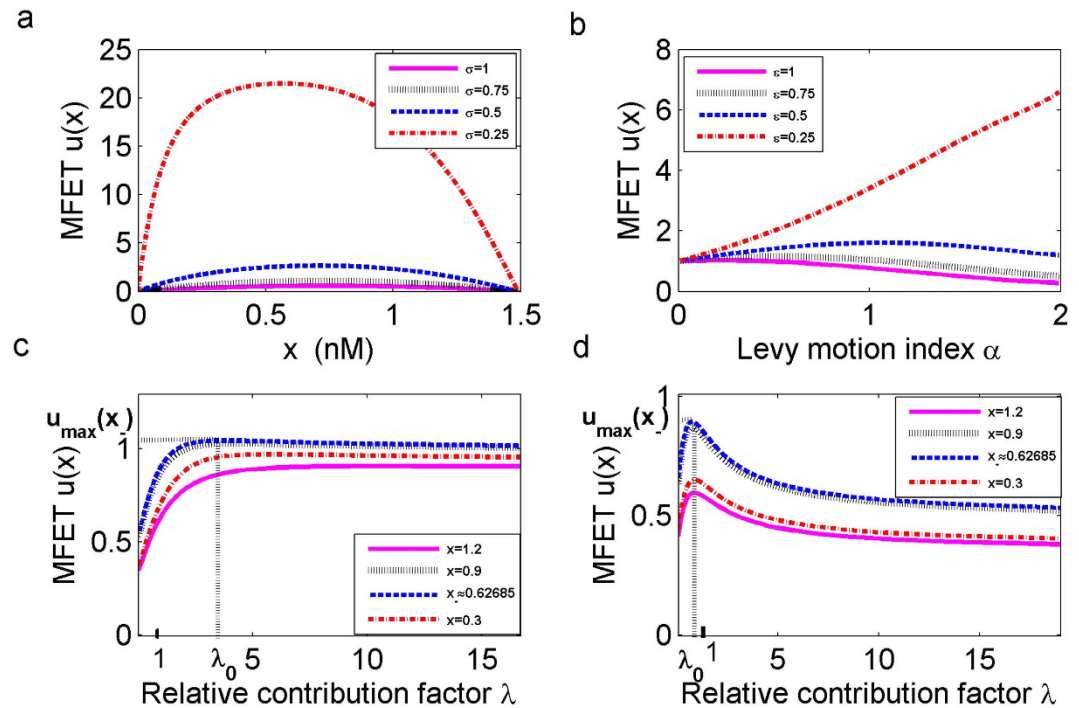 a
MFET u(x)
25
20
15
10
5
0
σ=1
σ=0.75
σ=0.5
σ=0.25
0
0.5
1
1.5
x (nM)
b
MFET u(x)
8
6
4
2
0
ε=1
ε=0.75
ε=0.5
ε=0.25
0
1
2
Levy motion index α
c
u_max(x_)
MFET u(x)
1
0.5
0
x=1.2
x=0.9
x_≈0.62685
x=0.3
1
λ₀
5
10
15
Relative contribution factor λ
d
u_max(x_)
MFET u(x)
1
0.5
0
x=1.2
x=0.9
x_≈0.62685
x=0.3
λ₀
1
5
10
15
Relative contribution factor λ